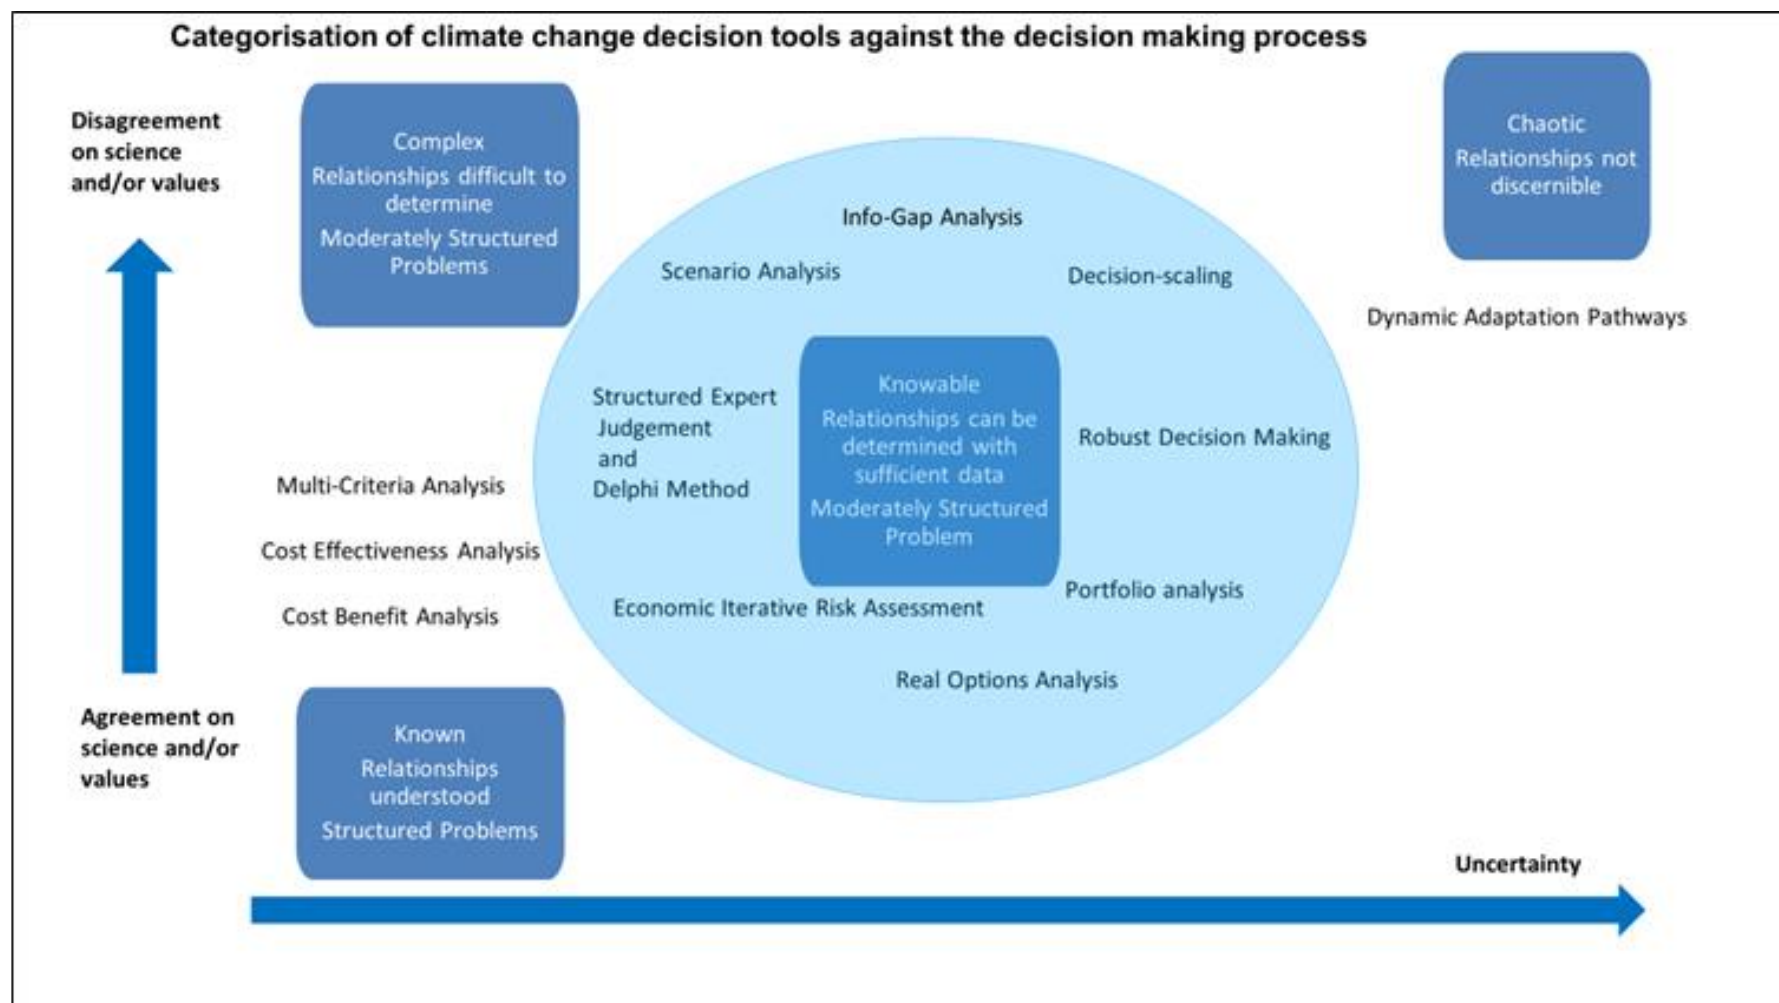 Categorisation of climate change decision tools against the decision making process
Disagreement
on science
and/or values
Complex
Relationships difficult to
determine
Moderately Structured
Problems
Chaotic
Relationships not
discernible
Info-Gap Analysis
Scenario Analysis
Decision-scaling
Dynamic Adaptation Pathways
Structured Expert
Judgement
and
Delphi Method
Knowable
Relationships can be
determined with
sufficient data
Moderately Structured
Problem
Robust Decision Making
Multi-Criteria Analysis
Cost Effectiveness Analysis
Cost Benefit Analysis
Economic Iterative Risk Assessment
Portfolio analysis
Real Options Analysis
Agreement on
science and/or
values
Known
Relationships
understood
Structured Problems
Uncertainty